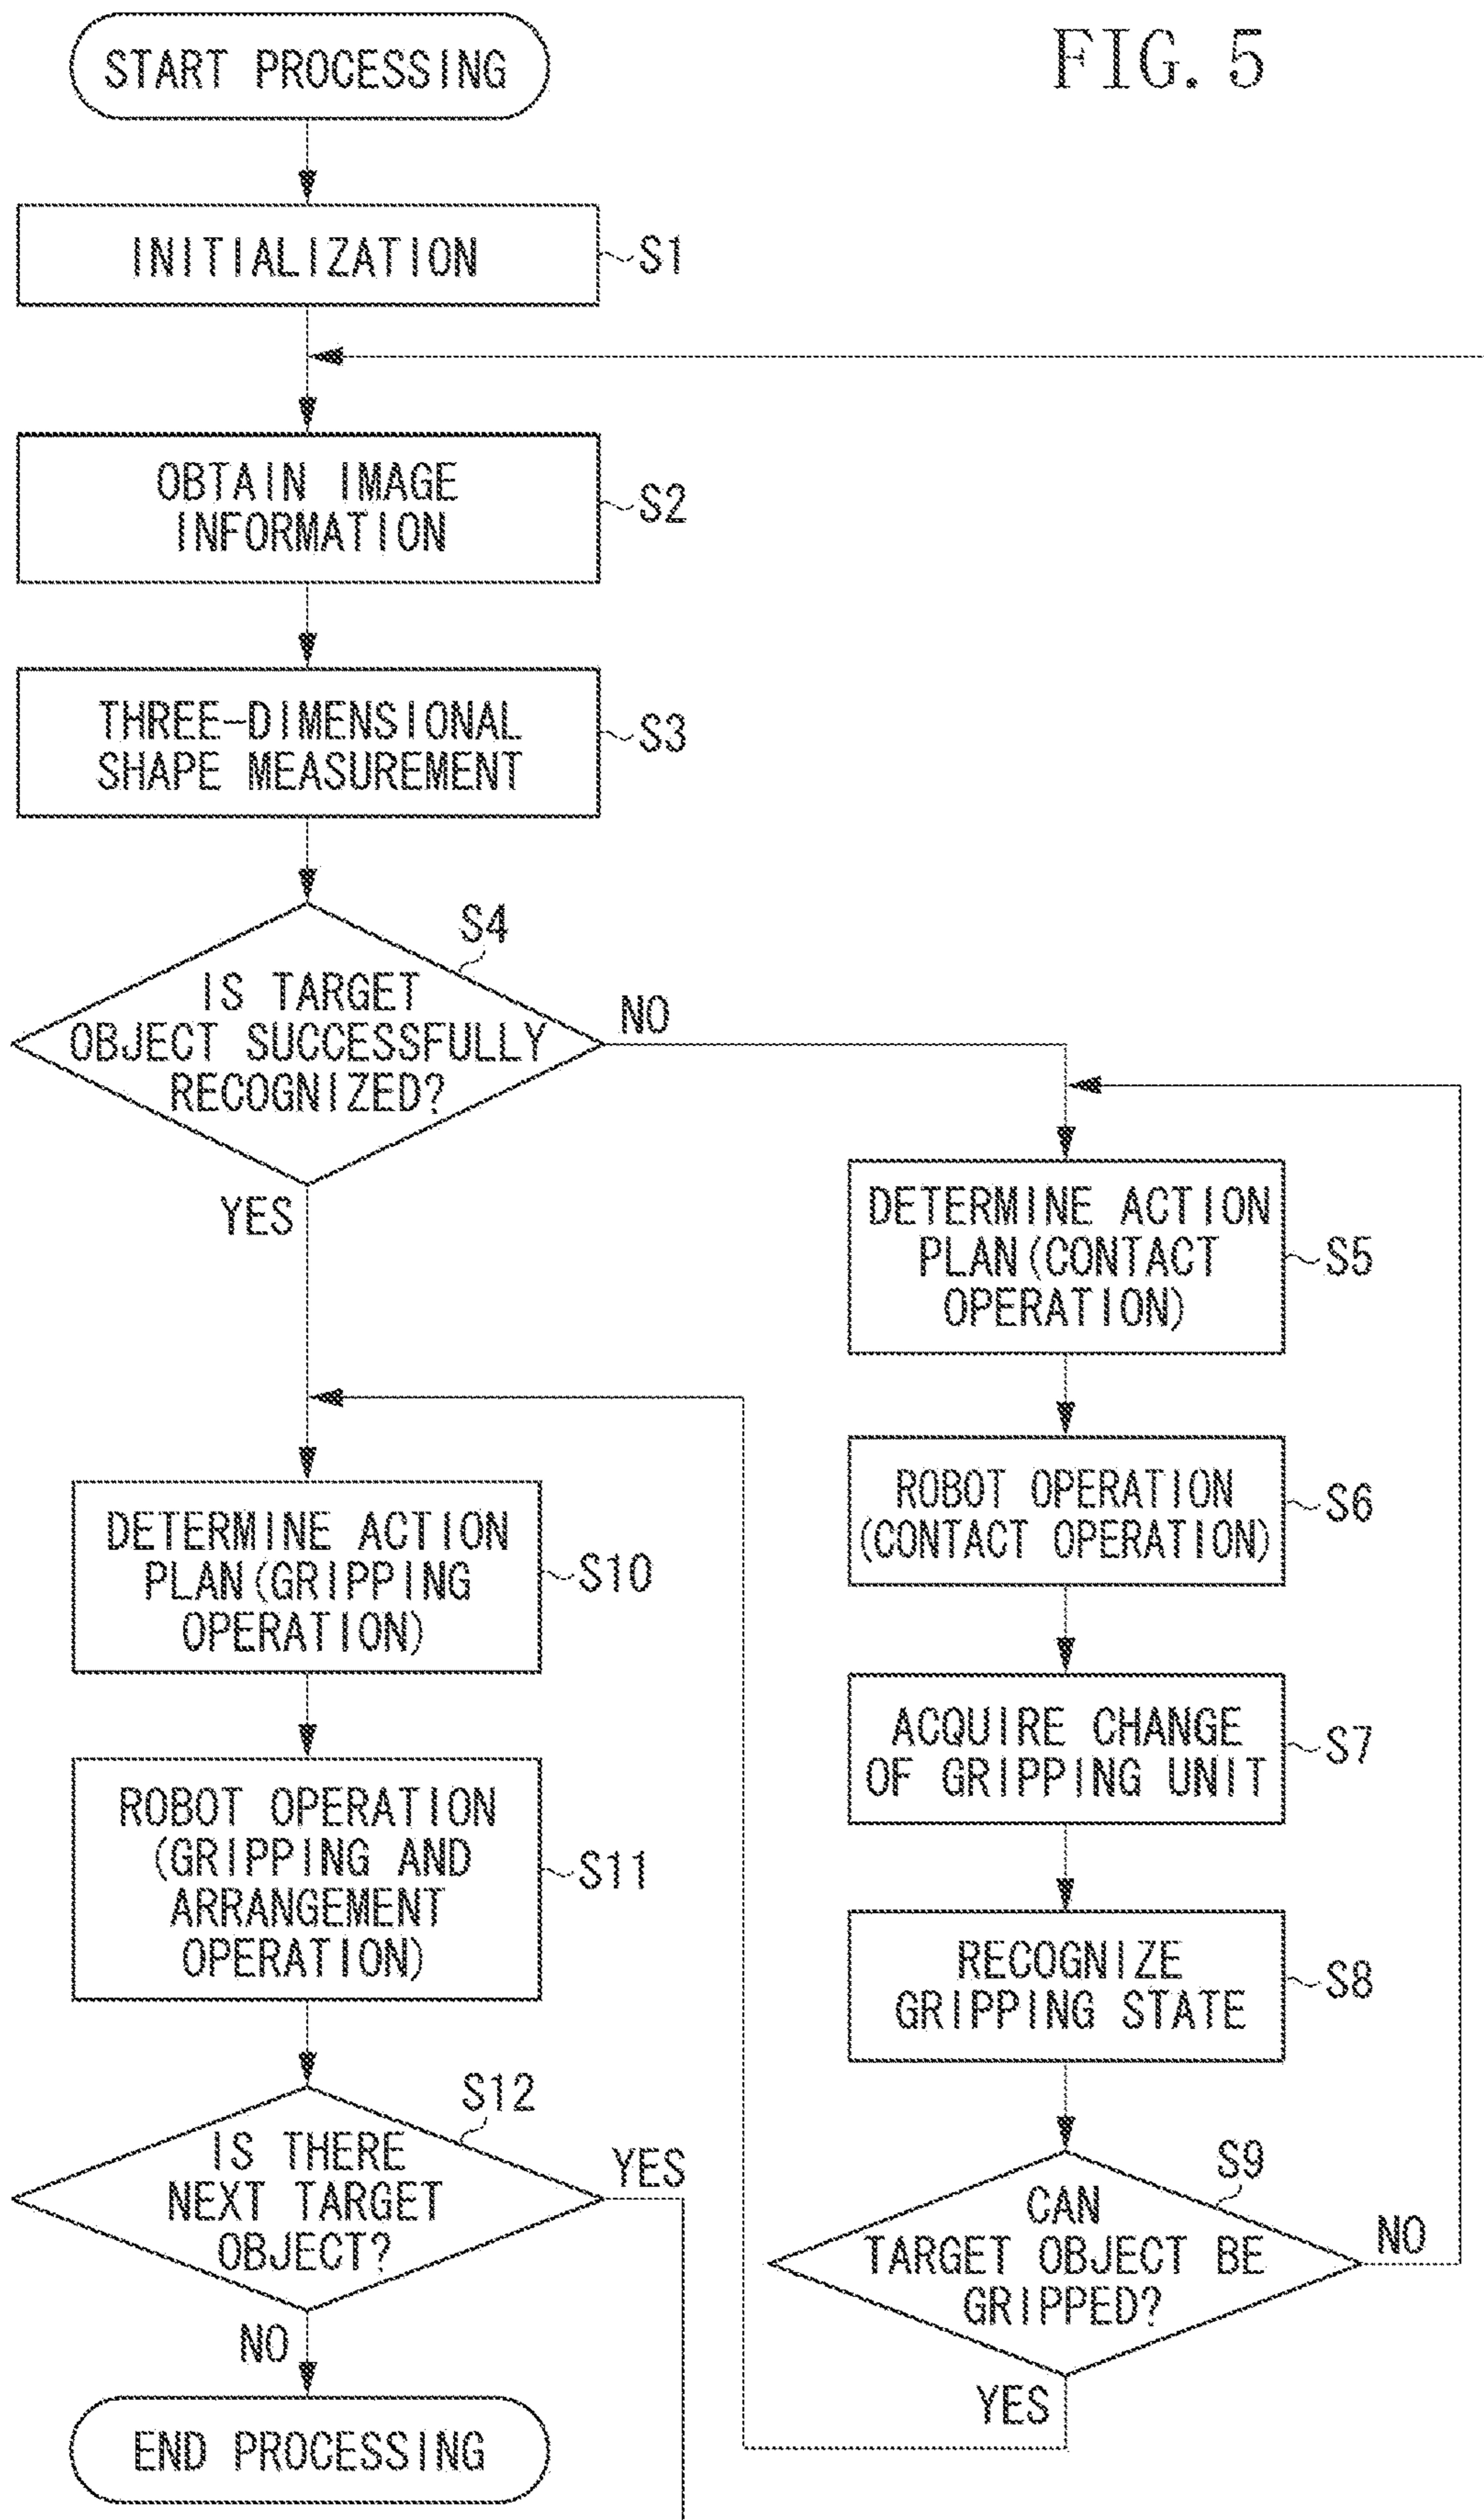 FIG. 5
START PROCESSING
INITIALIZATION
S1
OBTAIN IMAGE
INFORMATION
S2
THREE-DIMENSIONAL
SHAPE MEASUREMENT
S3
S4
IS TARGET
OBJECT SUCCESSFULLY
RECOGNIZED?
NO
YES
DETERMINE ACTION
PLAN(CONTACT
OPERATION)
S5
ROBOT OPERATION
(CONTACT OPERATION)
S6
ACQUIRE CHANGE
OF GRIPPING UNIT
S7
RECOGNIZE
GRIPPING STATE
S8
S9
CAN
TARGET OBJECT BE
GRIPPED?
NO
YES
DETERMINE ACTION
PLAN(GRIPPING
OPERATION)
S10
ROBOT OPERATION
(GRIPPING AND
ARRANGEMENT
OPERATION)
S11
S12
IS THERE
NEXT TARGET
OBJECT?
YES
NO
END PROCESSING